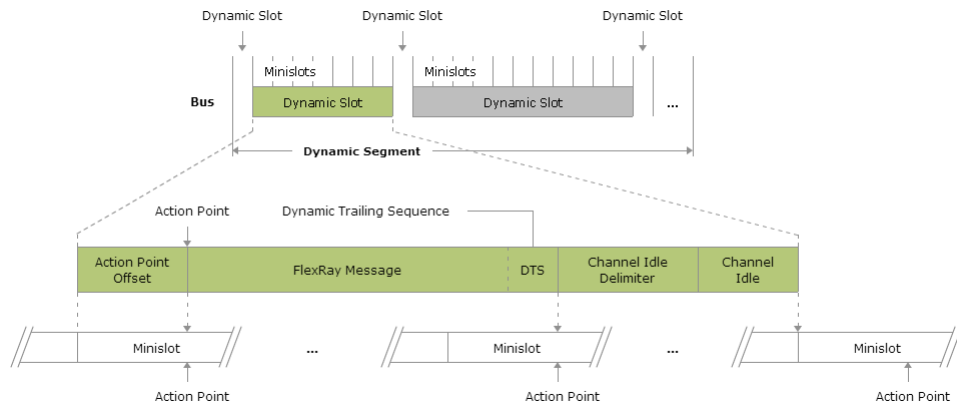 Dynamic Slot
Dynamic Slot
Dynamic Slot
Minislots
Minislots
Bus
Dynamic Slot
Dynamic Slot
...
Dynamic Segment
Action Point
Dynamic Trailing Sequence
Action Point
Offset
FlexRay Message
DTS
Channel Idle
Delimiter
Channel
Idle
Minislot
...
Minislot
...
Minislot
Action Point
Action Point
Action Point